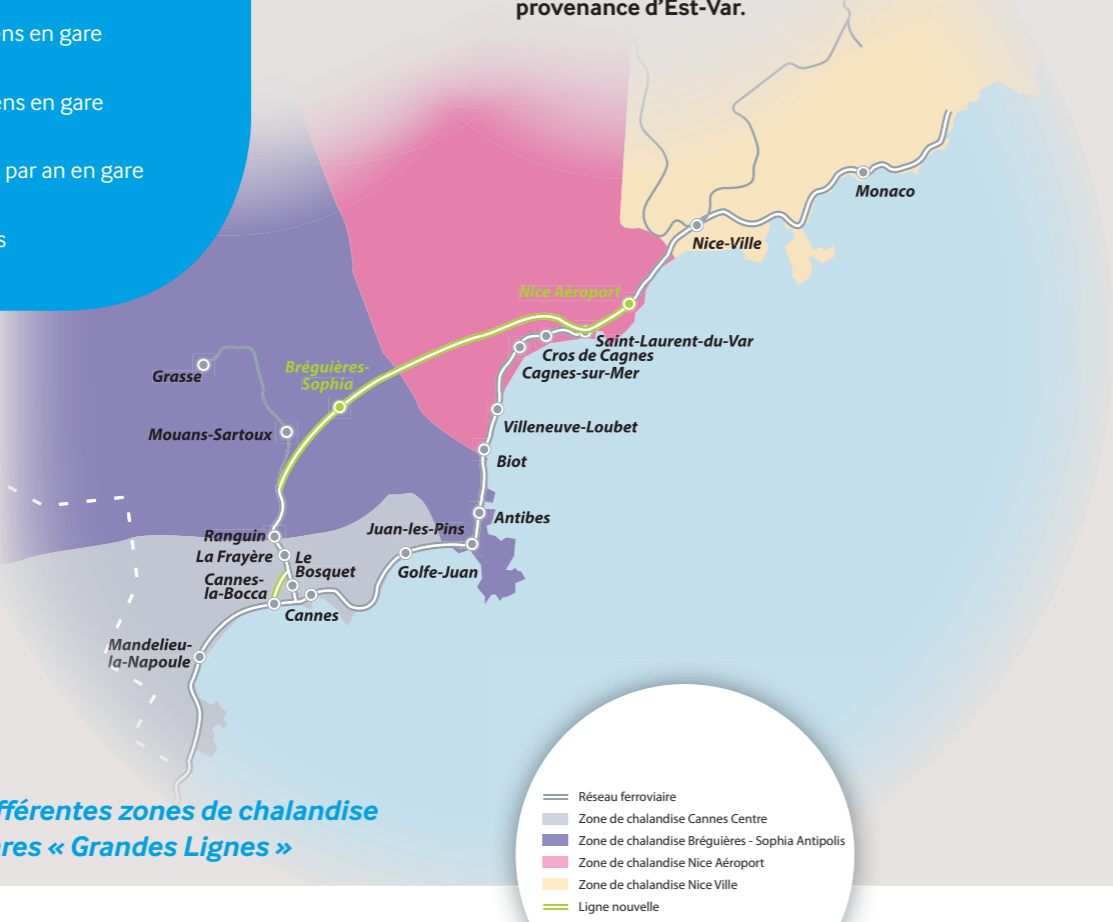 provenance d’Est-Var.
en gare
en gare
par an en gare
Monaco
Nice-Ville
Nice Aéroport
Saint-Laurent-du-Var
Cros de Cagnes
Cagnes-sur-Mer
Bréguières-
Sophia
Grasse
Mouans-Sartoux
Villeneuve-Loubet
Biot
Antibes
Juan-les-Pins
Golfe-Juan
Ranguin
La Frayère
Le
Bosquet
Cannes-
la-Bocca
Cannes
Mandelieu-
la-Napoule
zones de chalandise
« Grandes Lignes »
Réseau ferroviaire
Zone de chalandise Cannes Centre
Zone de chalandise Bréguières - Sophia Antipolis
Zone de chalandise Nice Aéroport
Zone de chalandise Nice Ville
Ligne nouvelle